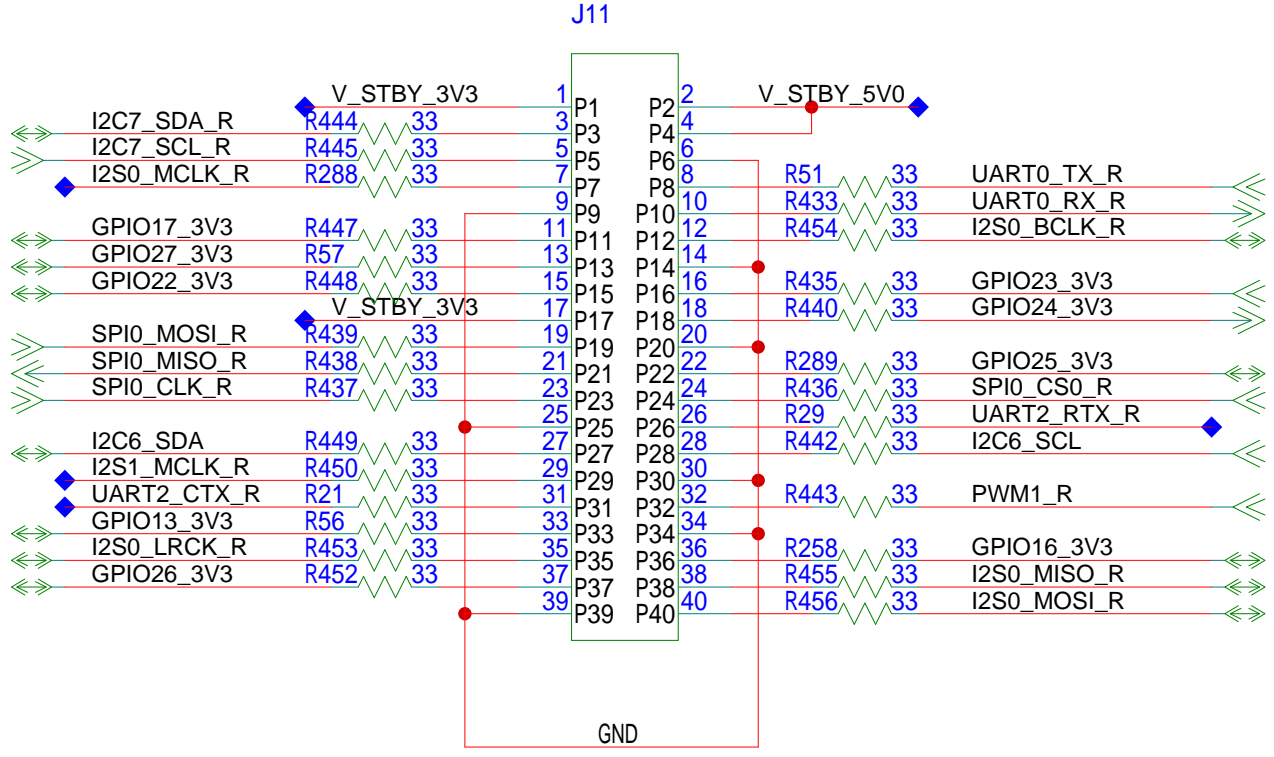 J11
V_STBY_3V3 1 P1 P2 2 V_STBY_5V0
I2C7_SDA_R R444 33 3 P3 P4 4
I2C7_SCL_R R445 33 5 P5 P6 6
I2S0_MCLK_R R288 33 7 P7 P8 8 R51 33 UART0_TX_R
9 P9 P10 10 R433 33 UART0_RX_R
GPIO17_3V3 R447 33 11 P11 P12 12 R454 33 I2S0_BCLK_R
GPIO27_3V3 R57 33 13 P13 P14 14
GPIO22_3V3 R448 33 15 P15 P16 16 R435 33 GPIO23_3V3
V_STBY_3V3 17 P17 P18 18 R440 33 GPIO24_3V3
SPI0_MOSI_R R439 33 19 P19 P20 20
SPI0_MISO_R R438 33 21 P21 P22 22 R289 33 GPIO25_3V3
SPI0_CLK_R R437 33 23 P23 P24 24 R436 33 SPI0_CS0_R
25 P25 P26 26 R29 33 UART2_RTX_R
I2C6_SDA R449 33 27 P27 P28 28 R442 33 I2C6_SCL
I2S1_MCLK_R R450 33 29 P29 P30 30
UART2_CTX_R R21 33 31 P31 P32 32 R443 33 PWM1_R
GPIO13_3V3 R56 33 33 P33 P34 34
I2S0_LRCK_R R453 33 35 P35 P36 36 R258 33 GPIO16_3V3
GPIO26_3V3 R452 33 37 P37 P38 38 R455 33 I2S0_MISO_R
39 P39 P40 40 R456 33 I2S0_MOSI_R
GND